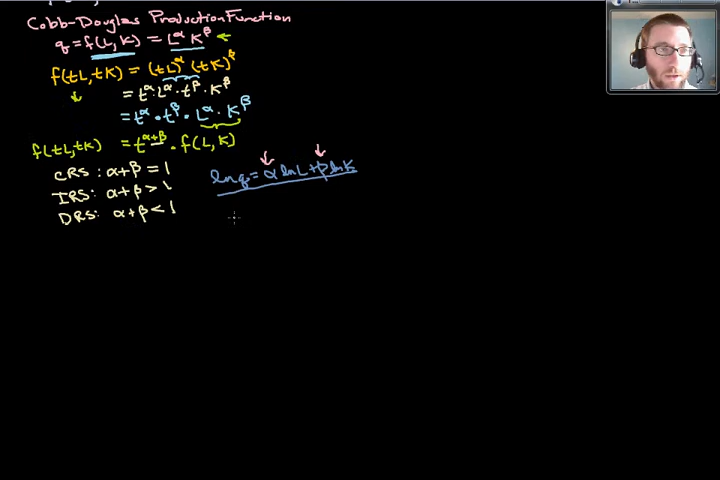 Cobb-Douglas Production Function
q = f(L, K) = L^α K^β ←
f(tL, tK) = (tL)^α (tK)^β
= t^α · L^α · t^β · K^β
= t^α · t^β · L^α · K^β
f(tL, tK) = t^(α+β) · f(L, K)
CRS: α + β = 1
ln q = α ln L + β ln K
IRS: α + β > 1
DRS: α + β < 1